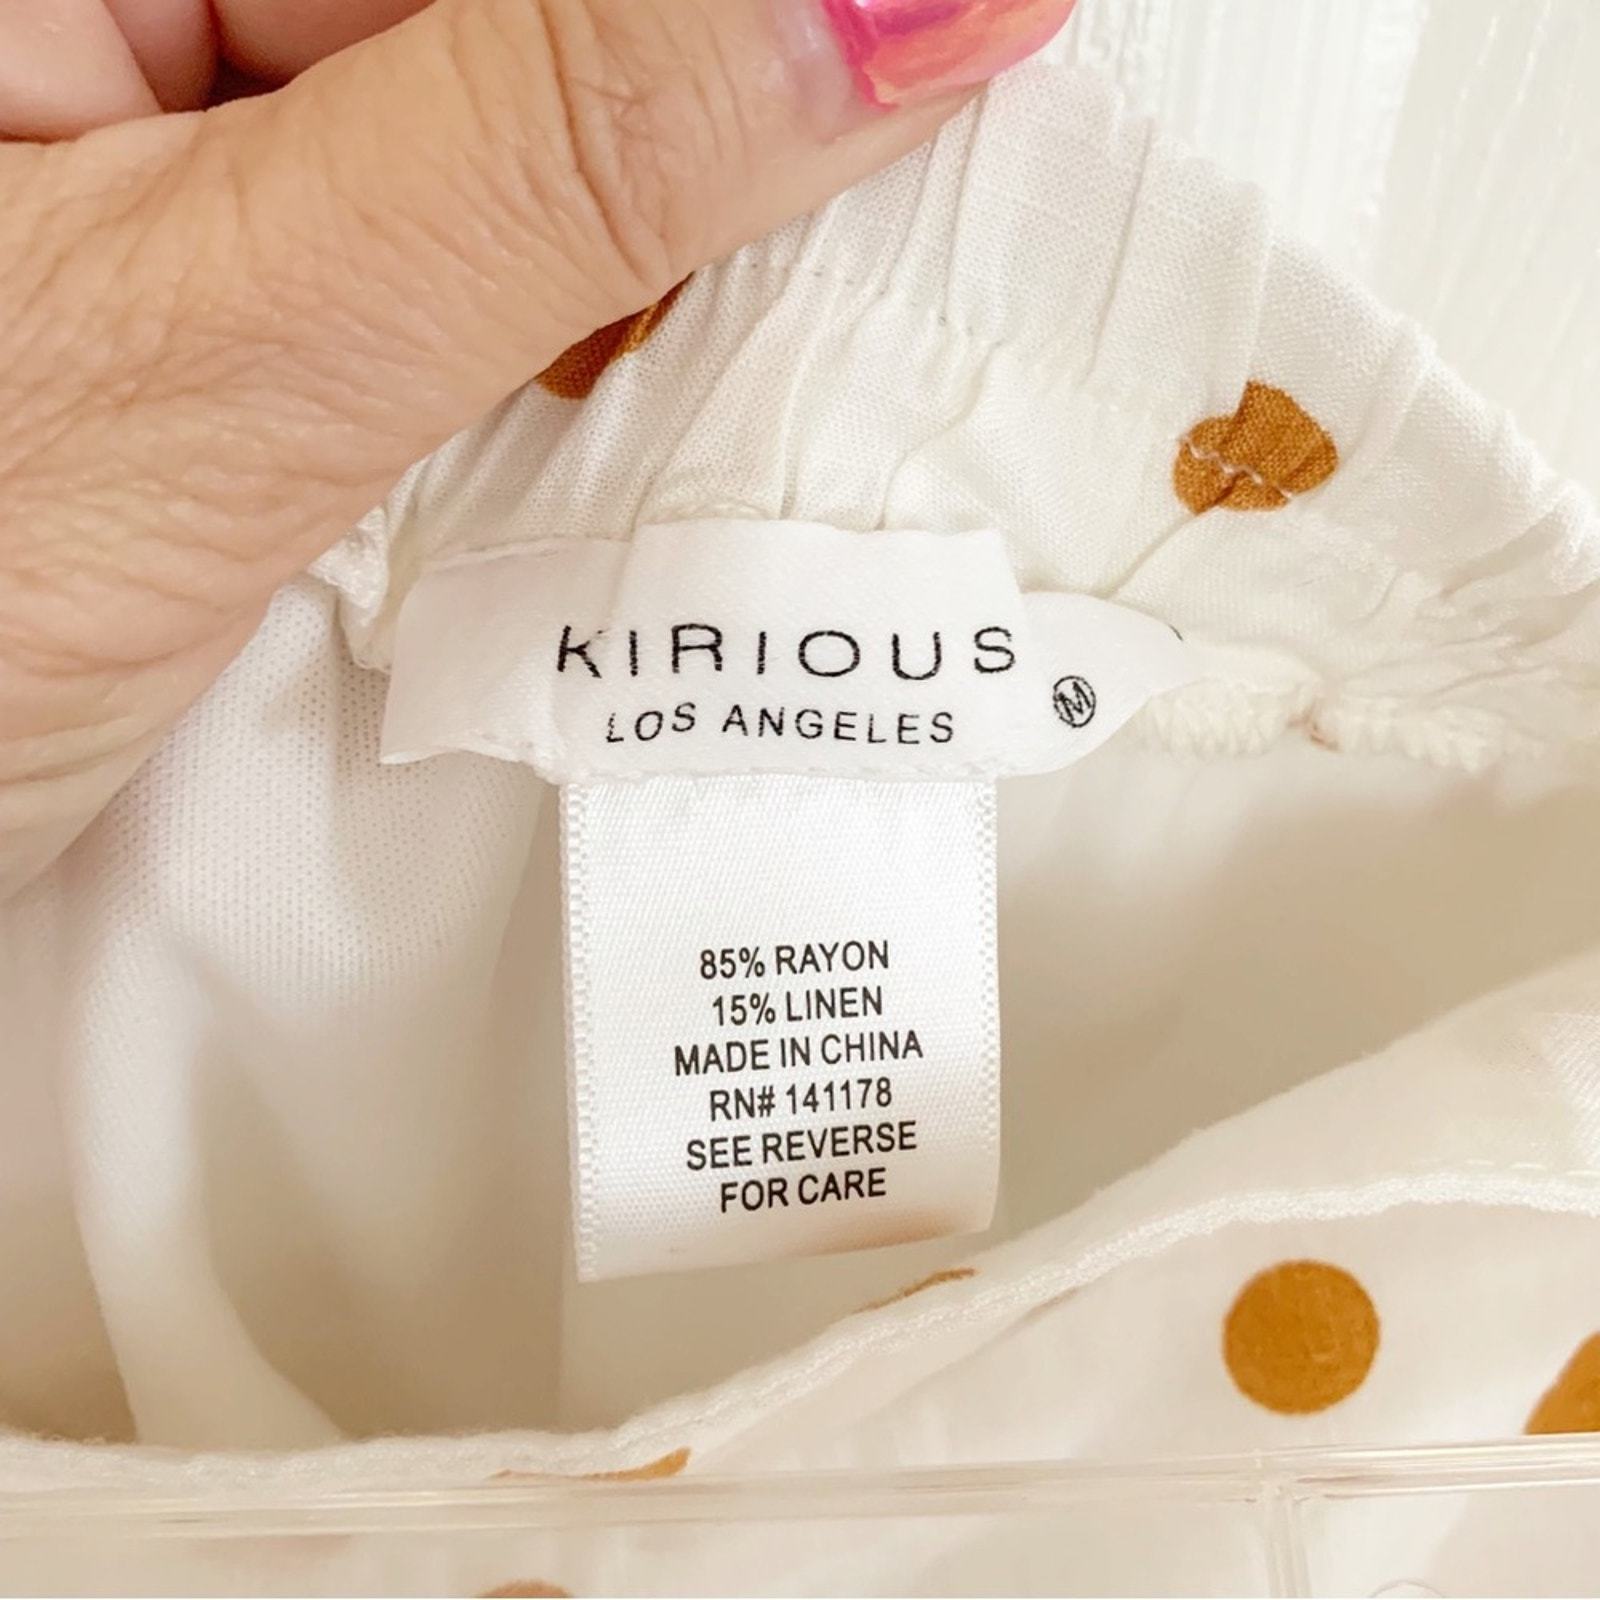 KIRIOUS
LOS ANGELES
M
85% RAYON
15% LINEN
MADE IN CHINA
RN# 141178
SEE REVERSE
FOR CARE